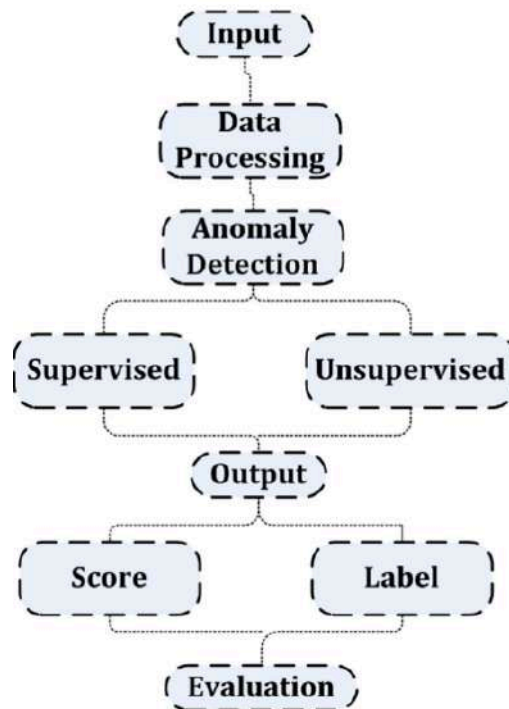 Input
Data
Processing
Anomaly
Detection
Supervised
Unsupervised
Output
Score
Label
Evaluation